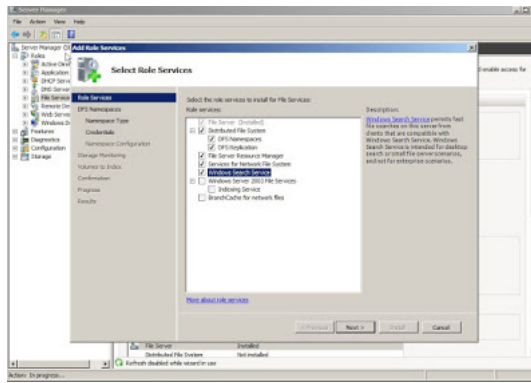 Server Manager
File Action View Help
Server Manager
Roles
Application
DHCP Serv
DNS Server
File Service
Remote De
Web Servi
Windows D
Features
Diagnostics
Configuration
Storage
Add Role Services
Select Role Services
Role Services
DFS Namespaces
Namespace Type
Credentials
Namespace Configuration
Storage Monitoring
Volumes to Index
Confirmation
Progress
Results
Select the role services to install for File Services:
Role services:
File Server (Installed)
Distributed File System
DFS Namespaces
DFS Replication
File Server Resource Manager
Services for Network File System
Windows Search Service
Windows Server 2003 File Services
Indexing Service
BranchCache for network files
More about role services
Description:
Windows Search Service permits fast
file searches on this server from
clients that are compatible with
Windows Search Service. Windows
Search Service is intended for desktop
search or small file server scenarios,
and not for enterprise scenarios.
enable access for
< Previous Next > Install Cancel
File Server Installed
Distributed File System Not installed
Refresh disabled while wizard in use
Action: In progress...